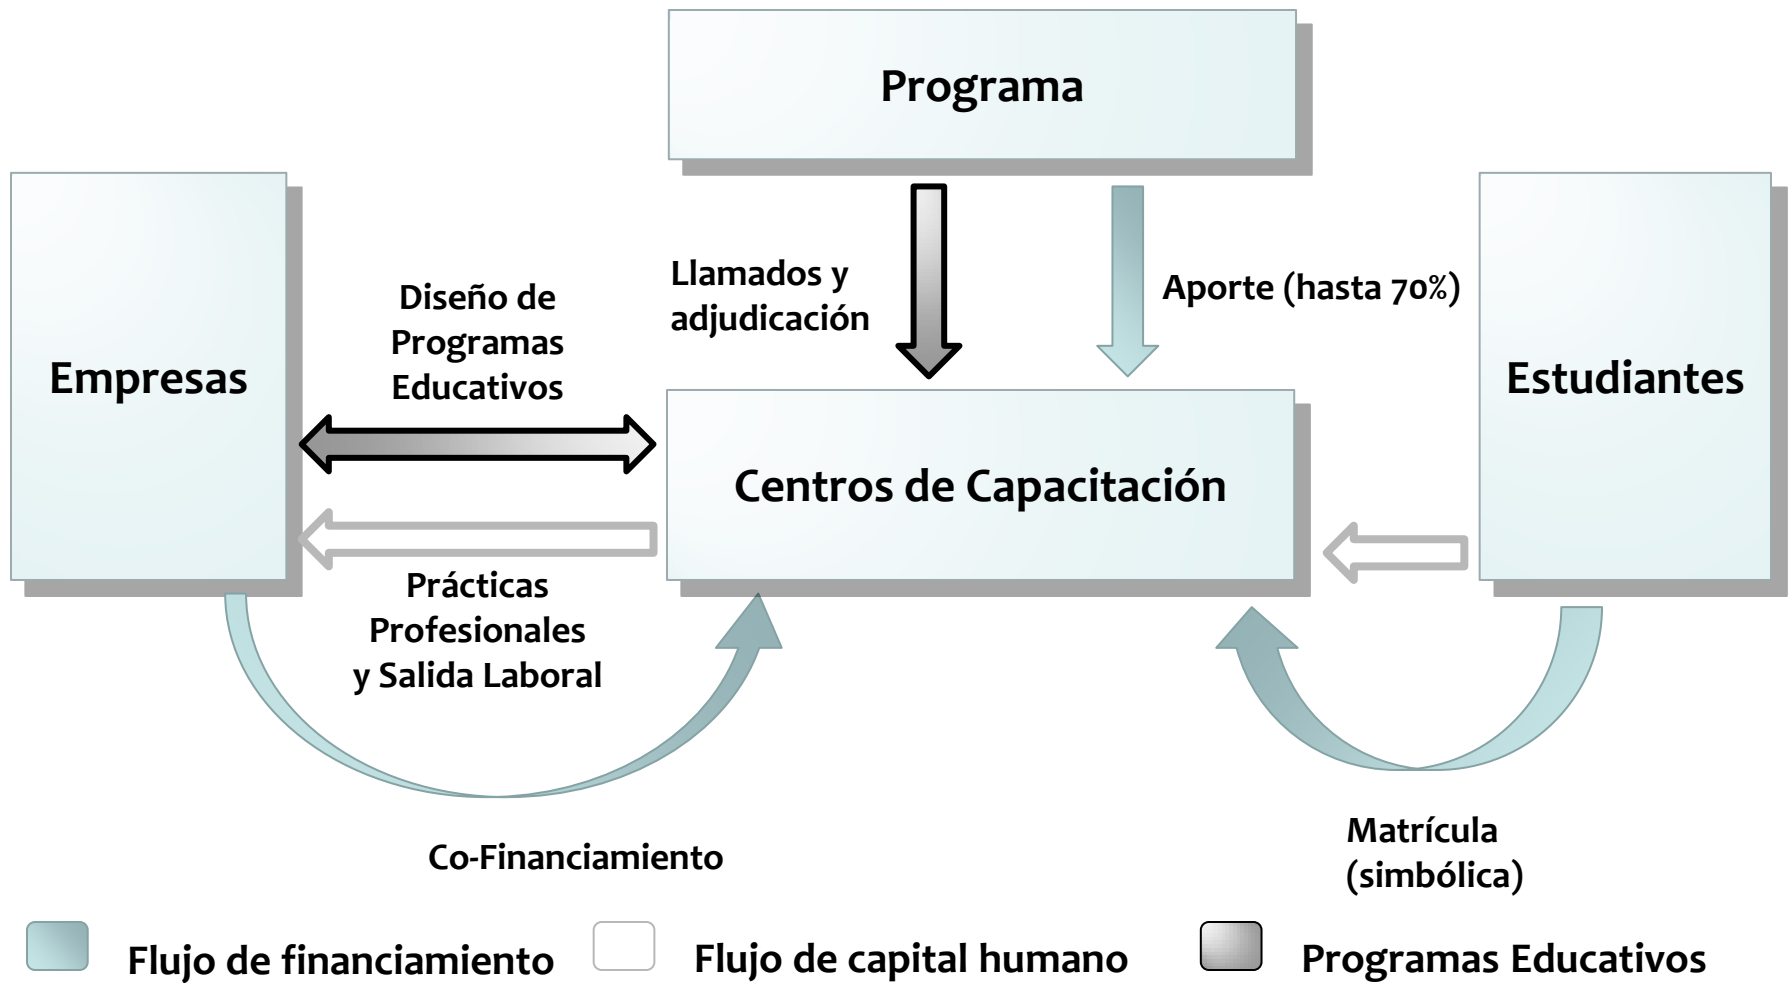 Programa
Empresas
Diseño de
Programas
Educativos
Llamados y
adjudicación
Aporte (hasta 70%)
Estudiantes
Centros de Capacitación
Prácticas
Profesionales
y Salida Laboral
Co-Financiamiento
Matrícula
(simbólica)
Flujo de financiamiento
Flujo de capital humano
Programas Educativos